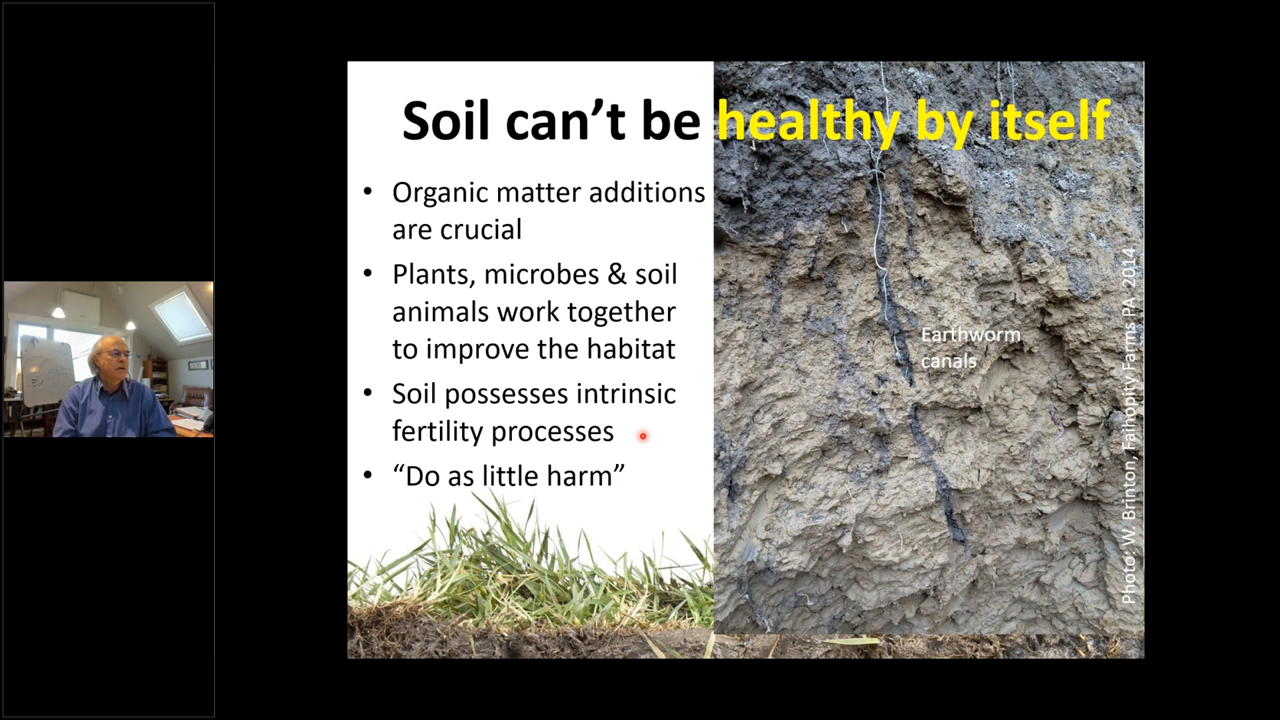 Soil can't be healthy by itself
• Organic matter additions
are crucial
• Plants, microbes & soil
animals work together
to improve the habitat
• Soil possesses intrinsic
fertility processes
• “Do as little harm”
Earthworm
canals
Photo: W. Brinton, Faihopity Farms PA 2014